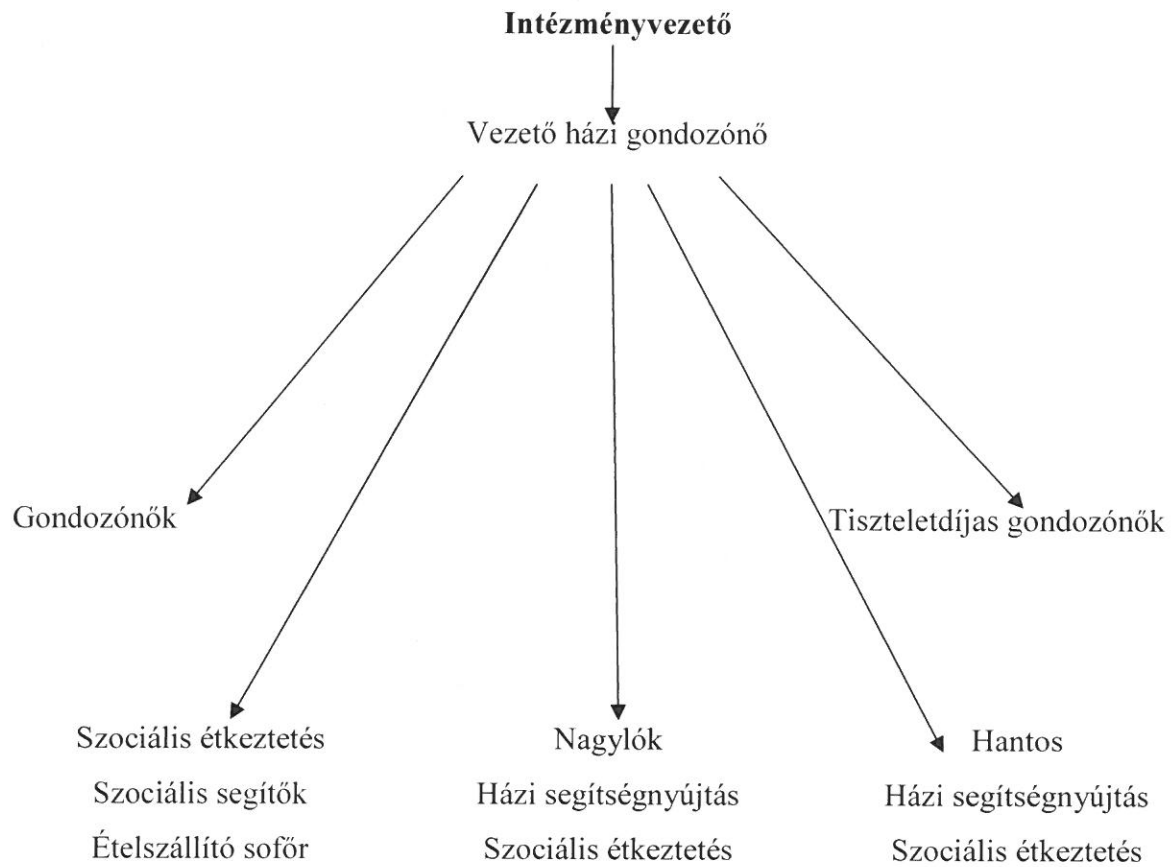 Intézményvezető
Vezető házi gondozónő
Gondozónők
Tiszteletdíjas gondozónők
Szociális étkeztetés
Szociális segítők
Ételszállító sofőr
Nagylók
Házi segítségnyújtás
Szociális étkeztetés
Hantos
Házi segítségnyújtás
Szociális étkeztetés